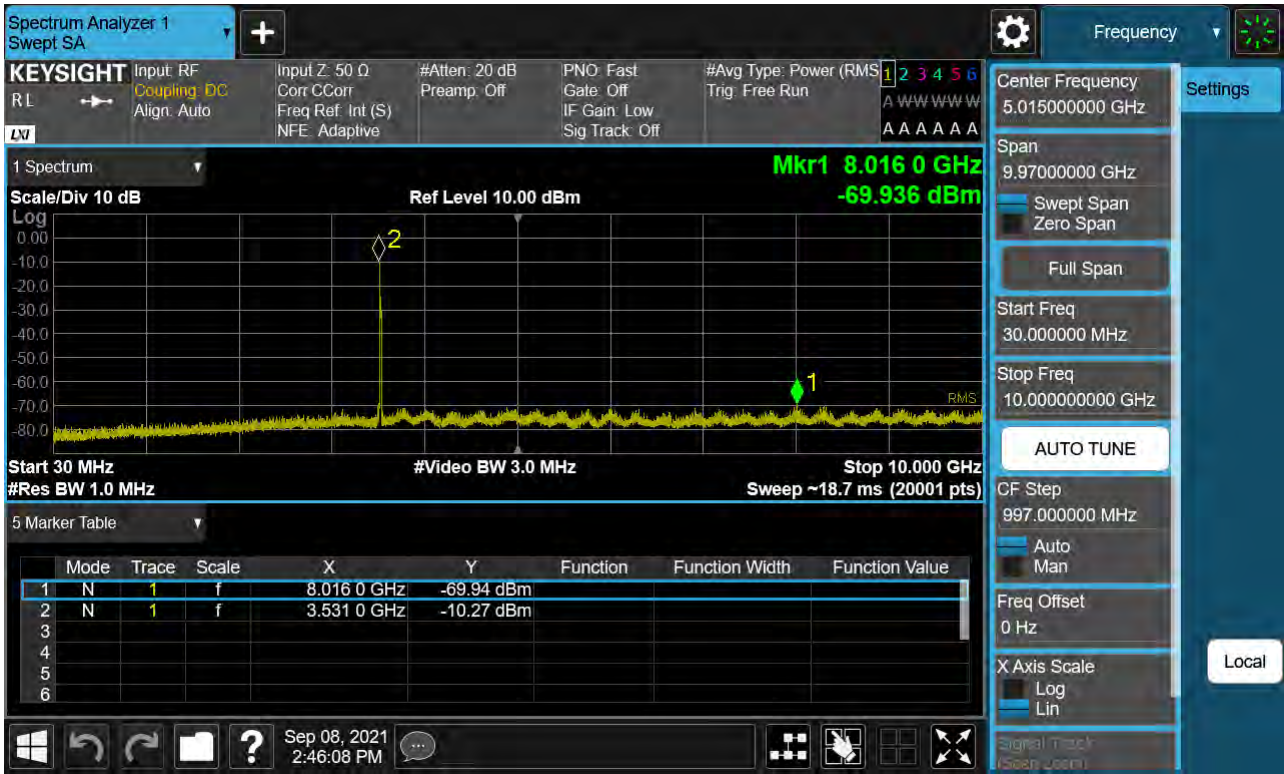 Spectrum Analyzer 1
Swept SA
Frequency
KEYSIGHT
RL
LXI
Input: RF
Coupling: DC
Align: Auto
Input Z: 50 Ω
Corr CCorr
Freq Ref: Int (S)
NFE: Adaptive
#Atten: 20 dB
Preamp: Off
PNO: Fast
Gate: Off
IF Gain: Low
Sig Track: Off
#Avg Type: Power (RMS
Trig: Free Run
1 2 3 4 5 6
A W W W W W
A A A A A A
1 Spectrum
Mkr1 8.016 0 GHz
-69.936 dBm
Scale/Div 10 dB
Ref Level 10.00 dBm
Log
0.00
-10.0
-20.0
-30.0
-40.0
-50.0
-60.0
-70.0
-80.0
2
1
RMS
Start 30 MHz
#Video BW 3.0 MHz
Stop 10.000 GHz
#Res BW 1.0 MHz
Sweep ~18.7 ms (20001 pts)
5 Marker Table
Mode Trace Scale X Y Function Function Width Function Value
1 N 1 f 8.016 0 GHz -69.94 dBm
2 N 1 f 3.531 0 GHz -10.27 dBm
3
4
5
6
Sep 08, 2021
2:46:08 PM
Center Frequency
5.015000000 GHz
Span
9.97000000 GHz
Swept Span
Zero Span
Full Span
Start Freq
30.000000 MHz
Stop Freq
10.000000000 GHz
AUTO TUNE
CF Step
997.000000 MHz
Auto
Man
Freq Offset
0 Hz
X Axis Scale
Log
Lin
Signal Track
(Span Zoom)
Settings
Local